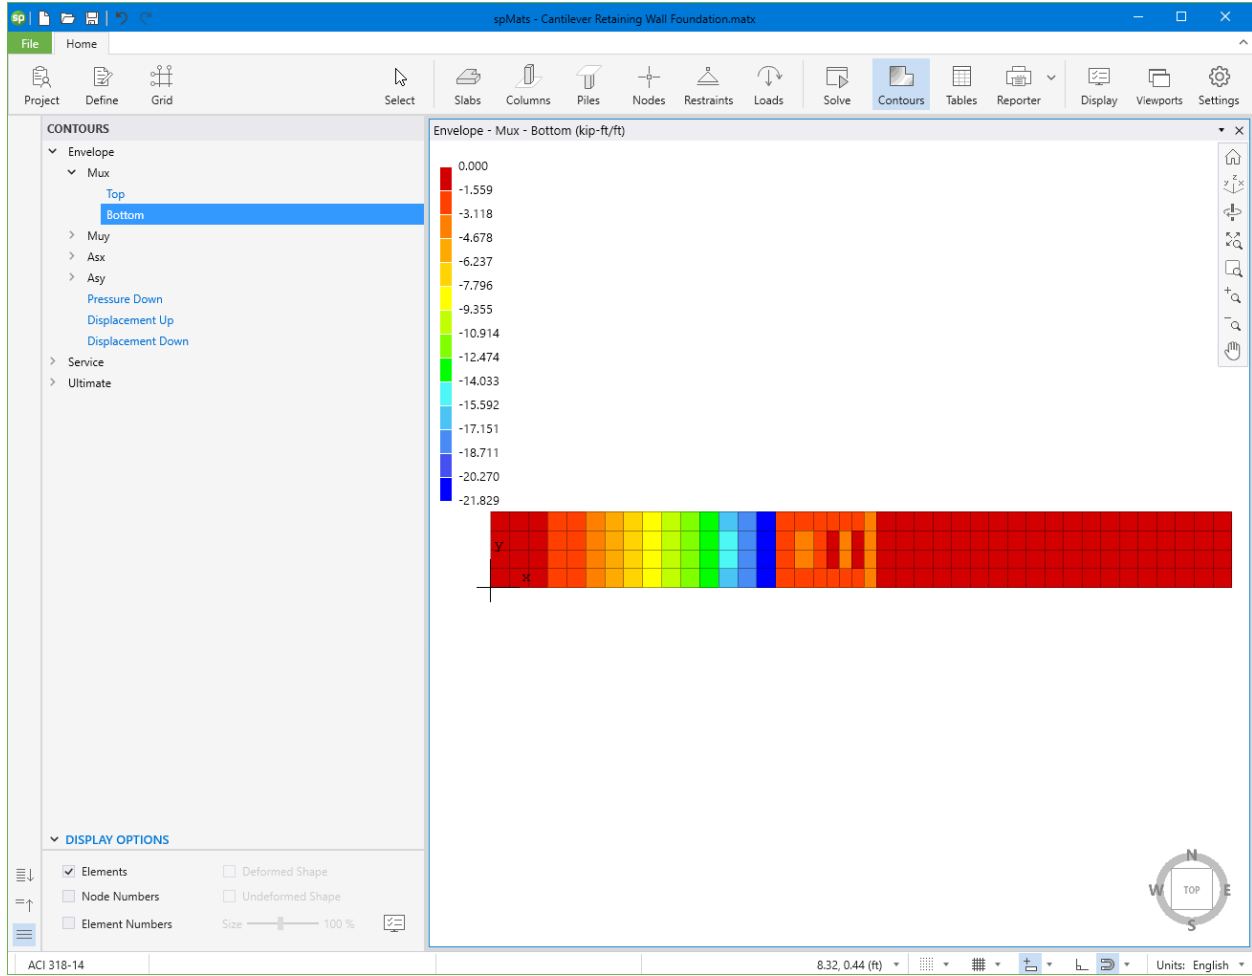 sp
spMats - Cantilever Retaining Wall Foundation.matx
File Home
Project Define Grid Select Slabs Columns Piles Nodes Restraints Loads Solve Contours Tables Reporter Display Viewports Settings
CONTOURS
Envelope
Mux
Top
Bottom
Muy
Asx
Asy
Pressure Down
Displacement Up
Displacement Down
Service
Ultimate
Envelope - Mux - Bottom (kip-ft/ft)
0.000
-1.559
-3.118
-4.678
-6.237
-7.796
-9.355
-10.914
-12.474
-14.033
-15.592
-17.151
-18.711
-20.270
-21.829
y
x
z
y x
DISPLAY OPTIONS
Elements Deformed Shape
Node Numbers Undeformed Shape
Element Numbers Size 100 %
N
W TOP E
S
ACI 318-14 8.32, 0.44 (ft) Units: English